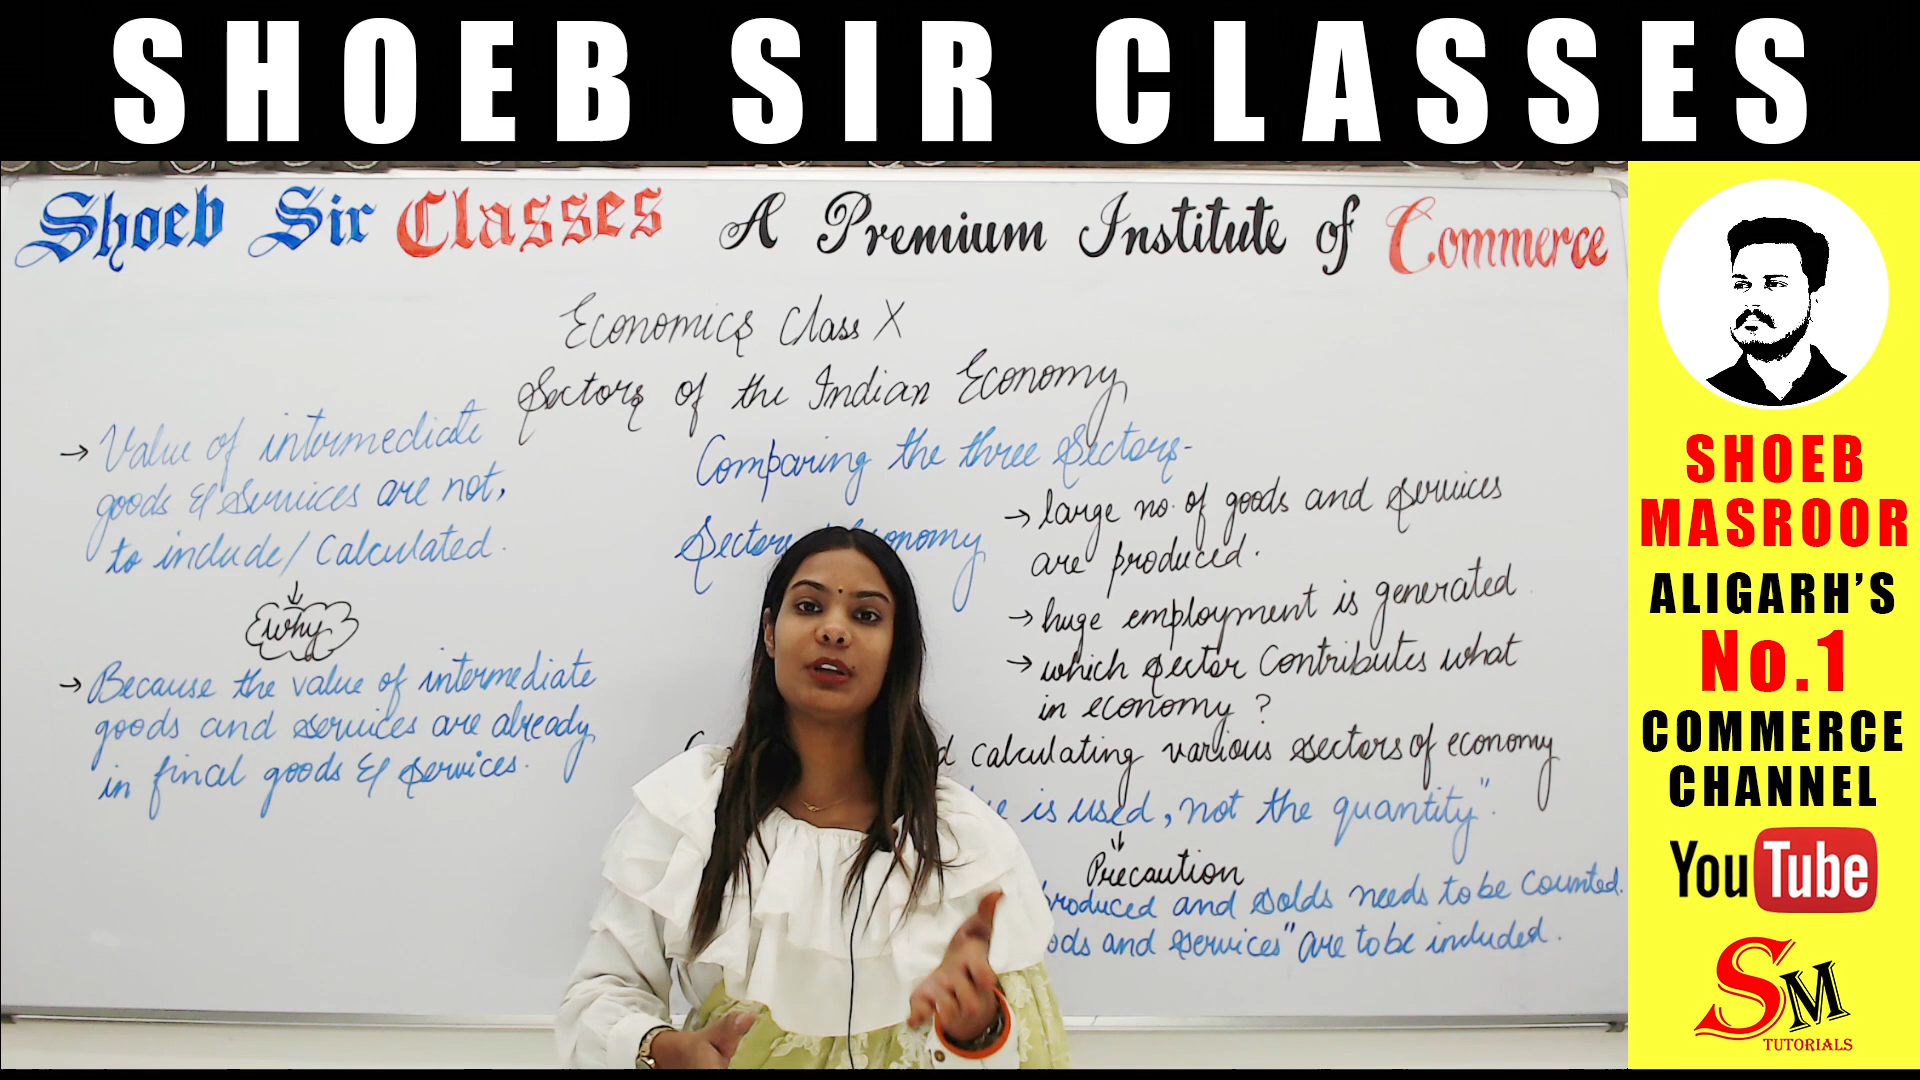 SHOEB SIR CLASSES
Shoeb Sir Classes A Premium Institute of Commerce
Economics Class X
Sectors of the Indian Economy
→ Value of intermediate
goods & services are not,
to include/ Calculated.
↓
why
→ Because the value of intermediate
goods and services are already
in final goods & services.
Comparing the three Sectors-
Sectors
onomy
→ large no. of goods and services
are produced.
→ huge employment is generated
→ which sector Contributes what
in economy ?
calculating various sectors of economy
is used, not the quantity".
↓
Precaution
produced and solds needs to be Counted.
ods and services" are to be included.
SHOEB
MASROOR
ALIGARH'S
No.1
COMMERCE
CHANNEL
YouTube
SM
TUTORIALS